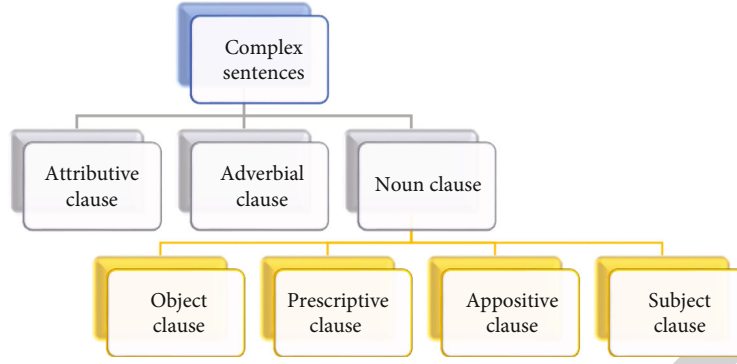 Complex
sentences
Attributive
clause
Adverbial
clause
Noun clause
Object
clause
Prescriptive
clause
Appositive
clause
Subject
clause